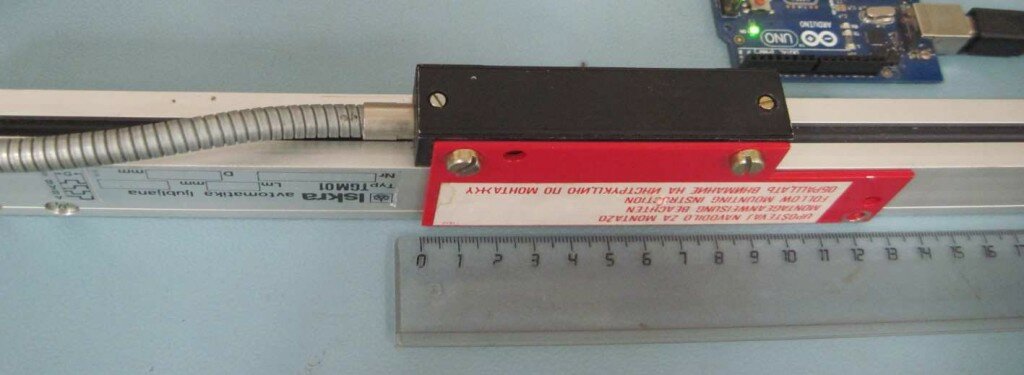 ARDUINO
UNO
Iskra
avtomatika ljubljana
Typ TGM01
Lm
mm
Nr
D
mm
UPOŠTEVAJ NAVODILO ZA MONTAŽO
MONTAGEANWEISUNG BEACHTEN
FOLLOW MOUNTING INSTRUCTION
ОБРАЩАТЬ ВНИМАНИЕ НА ИНСТРУКЦИЮ ПО МОНТАЖУ
0 1 2 3 4 5 6 7 8 9 10 11 12 13 14 15 16